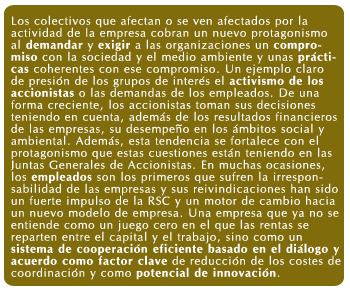 Los colectivos que afectan o se ven afectados por la
actividad de la empresa cobran un nuevo protagonismo
al demandar y exigir a las organizaciones un compro-
miso con la sociedad y el medio ambiente y unas prácti-
cas coherentes con ese compromiso. Un ejemplo claro
de presión de los grupos de interés el activismo de los
accionistas o las demandas de los empleados. De una
forma creciente, los accionistas toman sus decisiones
teniendo en cuenta, además de los resultados financieros
de las empresas, su desempeño en los ámbitos social y
ambiental. Además, esta tendencia se fortalece con el
protagonismo que estas cuestiones están teniendo en las
Juntas Generales de Accionistas. En muchas ocasiones,
los empleados son los primeros que sufren la irrespon-
sabilidad de las empresas y sus reivindicaciones han sido
un fuerte impulso de la RSC y un motor de cambio hacia
un nuevo modelo de empresa. Una empresa que ya no se
entiende como un juego cero en el que las rentas se
reparten entre el capital y el trabajo, sino como un
sistema de cooperación eficiente basado en el diálogo y
acuerdo como factor clave de reducción de los costes de
coordinación y como potencial de innovación.